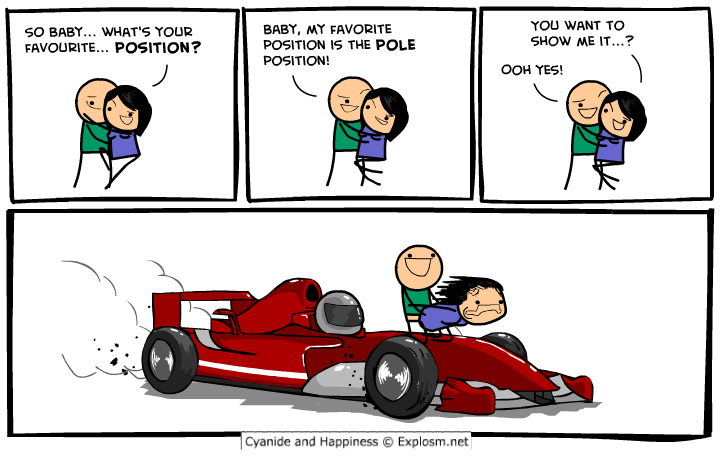 SO BABY... WHAT'S YOUR
FAVOURITE... POSITION?
BABY, MY FAVORITE
POSITION IS THE POLE
POSITION!
YOU WANT TO
SHOW ME IT...?
OOH YES!
Cyanide and Happiness © Explosm.net